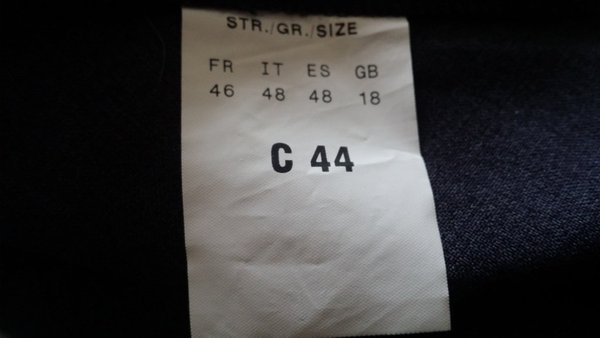 STR./GR./SIZE
FR IT ES GB
46 48 48 18
C 44